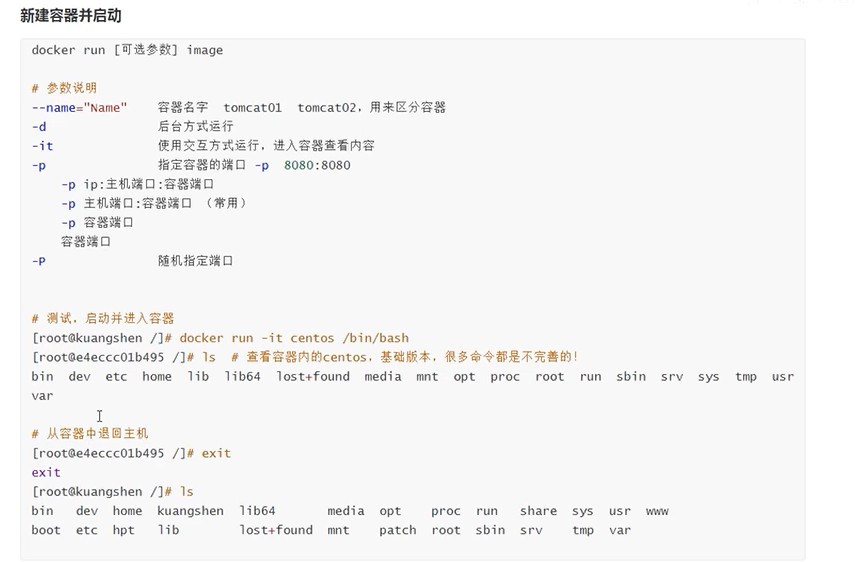 新建容器并启动
docker run [可选参数] image
# 参数说明
--name="Name" 容器名字 tomcat01 tomcat02，用来区分容器
-d 后台方式运行
-it 使用交互方式运行，进入容器查看内容
-p 指定容器的端口 -p 8080:8080
-p ip:主机端口:容器端口
-p 主机端口:容器端口 （常用）
-p 容器端口
容器端口
-P 随机指定端口
# 测试，启动并进入容器
[root@kuangshen /]# docker run -it centos /bin/bash
[root@e4eccc01b495 /]# ls # 查看容器内的centos，基础版本，很多命令都是不完善的！
bin dev etc home lib lib64 lost+found media mnt opt proc root run sbin srv sys tmp usr
var
# 从容器中退回主机
[root@e4eccc01b495 /]# exit
exit
[root@kuangshen /]# ls
bin dev home kuangshen lib64 media opt proc run share sys usr www
boot etc hpt lib lost+found mnt patch root sbin srv tmp var